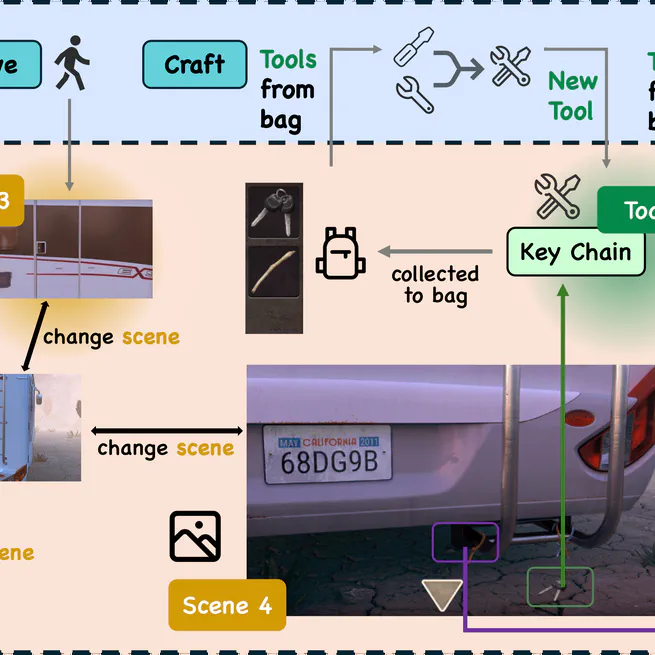 ve
Craft
Tools
from
bag
New
Tool
3
Too
Key Chain
collected
to bag
change scene
change scene
MAY CALIFORNIA 2011
68DG9B
ene
Scene 4